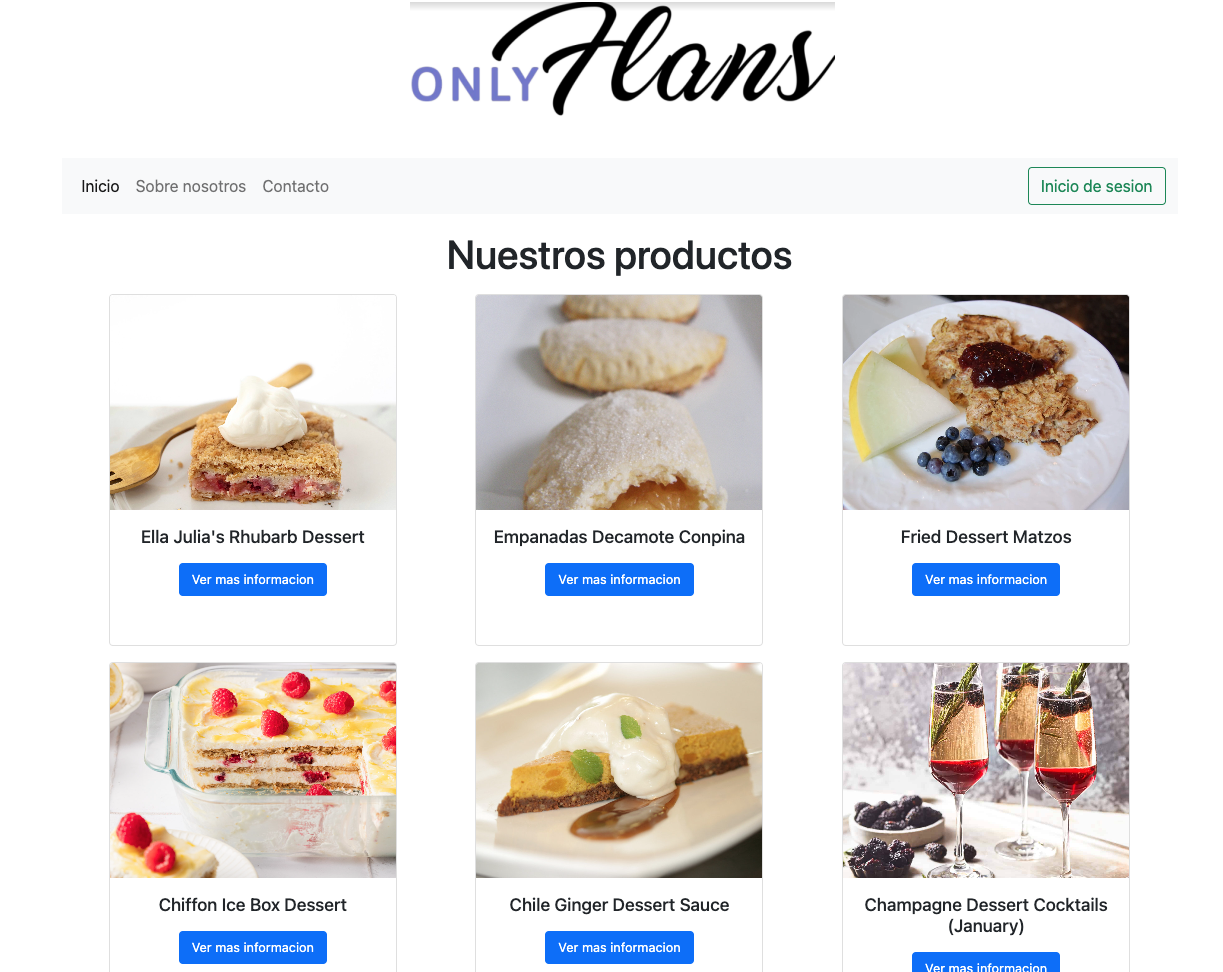 ONLY Flans
Inicio Sobre nosotros Contacto Inicio de sesion
Nuestros productos
Ella Julia's Rhubarb Dessert
Ver mas informacion
Empanadas Decamote Conpina
Ver mas informacion
Fried Dessert Matzos
Ver mas informacion
Chiffon Ice Box Dessert
Ver mas informacion
Chile Ginger Dessert Sauce
Ver mas informacion
Champagne Dessert Cocktails
(January)
Ver mas informacion